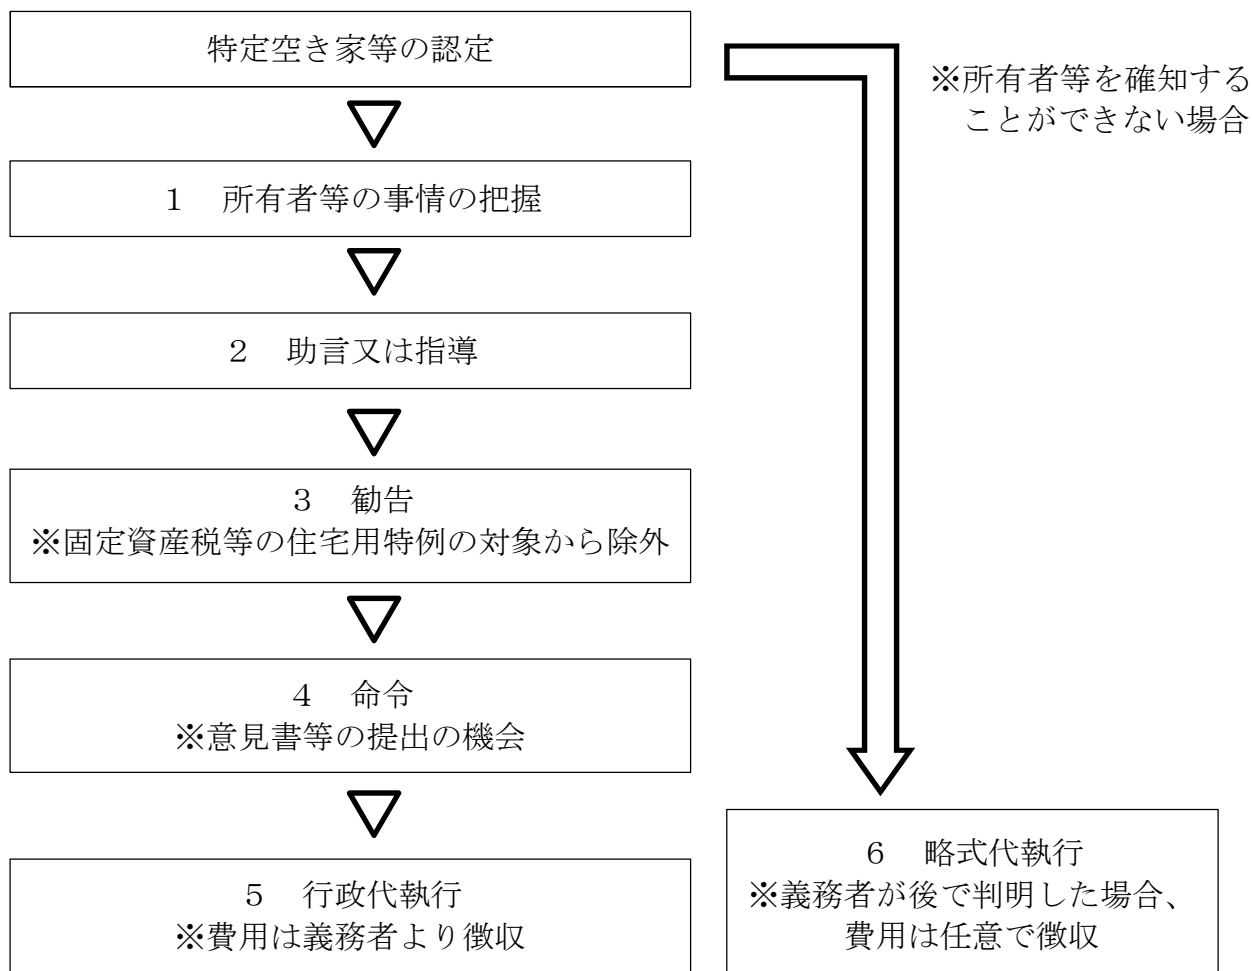 特定空き家等の認定
※所有者等を確知する
ことができない場合
１　所有者等の事情の把握
２　助言又は指導
３　勧告
※固定資産税等の住宅用特例の対象から除外
４　命令
※意見書等の提出の機会
５　行政代執行
※費用は義務者より徴収
６　略式代執行
※義務者が後で判明した場合、
費用は任意で徴収